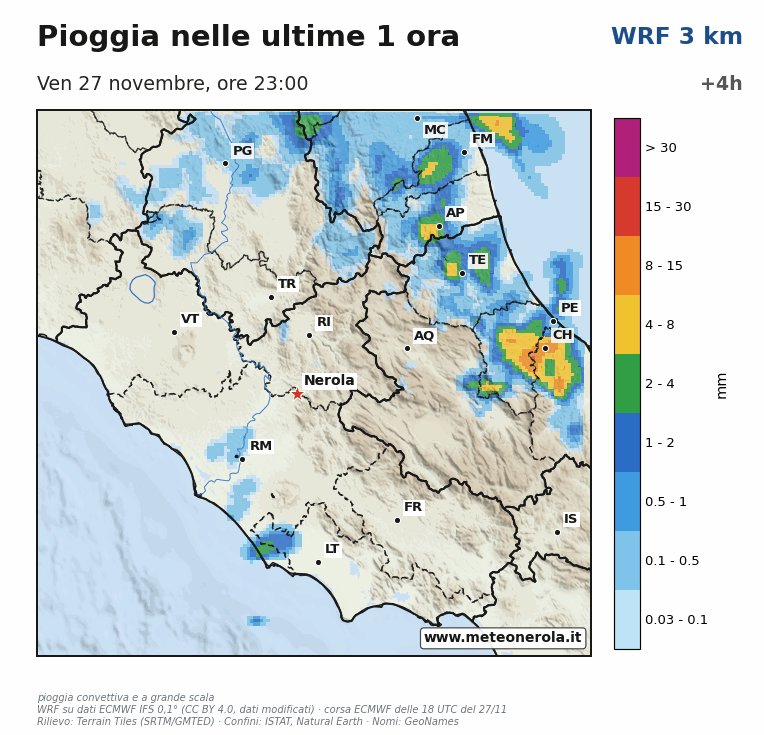 Pioggia nelle ultime 1 ora
WRF 3 km
Ven 27 novembre, ore 23:00
+4h
MC
FM
PG
AP
TE
TR
PE
VT
RI
AQ
CH
Nerola
RM
FR
IS
LT
www.meteonerola.it
> 30
15 - 30
8 - 15
4 - 8
2 - 4
1 - 2
0.5 - 1
0.1 - 0.5
0.03 - 0.1
mm
pioggia convettiva e a grande scala
WRF su dati ECMWF IFS 0,1° (CC BY 4.0, dati modificati) · corsa ECMWF delle 18 UTC del 27/11
Rilievo: Terrain Tiles (SRTM/GMTED) · Confini: ISTAT, Natural Earth · Nomi: GeoNames